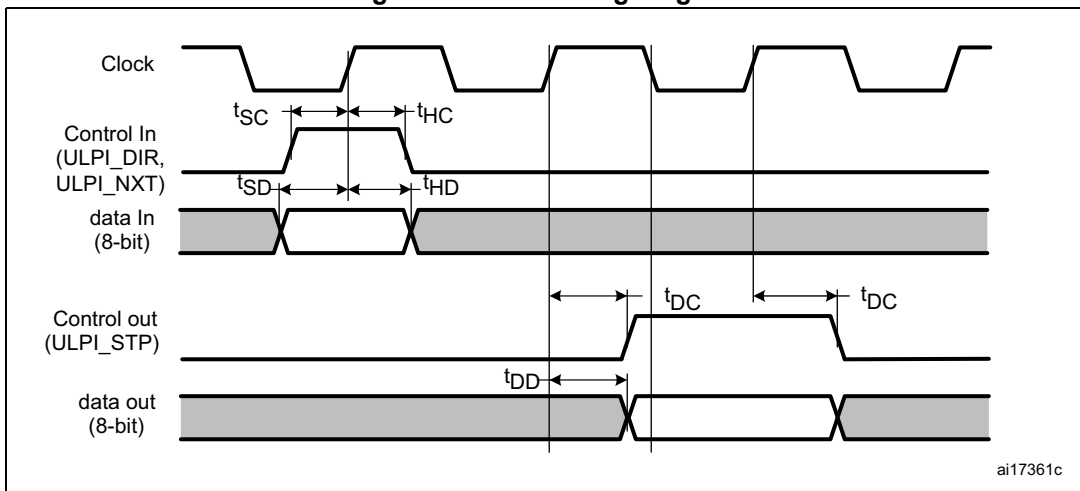 Clock
tSC
tHC
Control In
(ULPI_DIR,
ULPI_NXT)
tSD
tHD
data In
(8-bit)
tDC
tDC
Control out
(ULPI_STP)
tDD
data out
(8-bit)
ai17361c